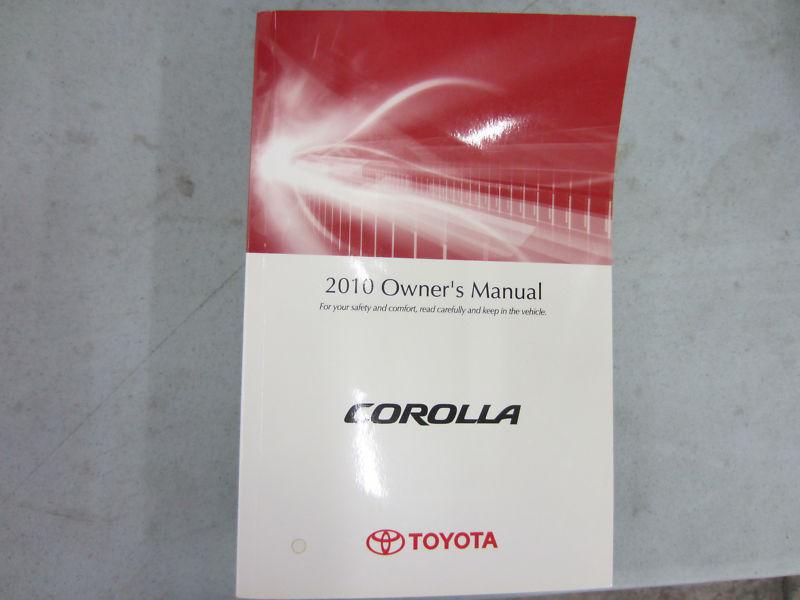 2010 Owner's Manual
For your safety and comfort, read carefully and keep in the vehicle.
COROLLA
TOYOTA